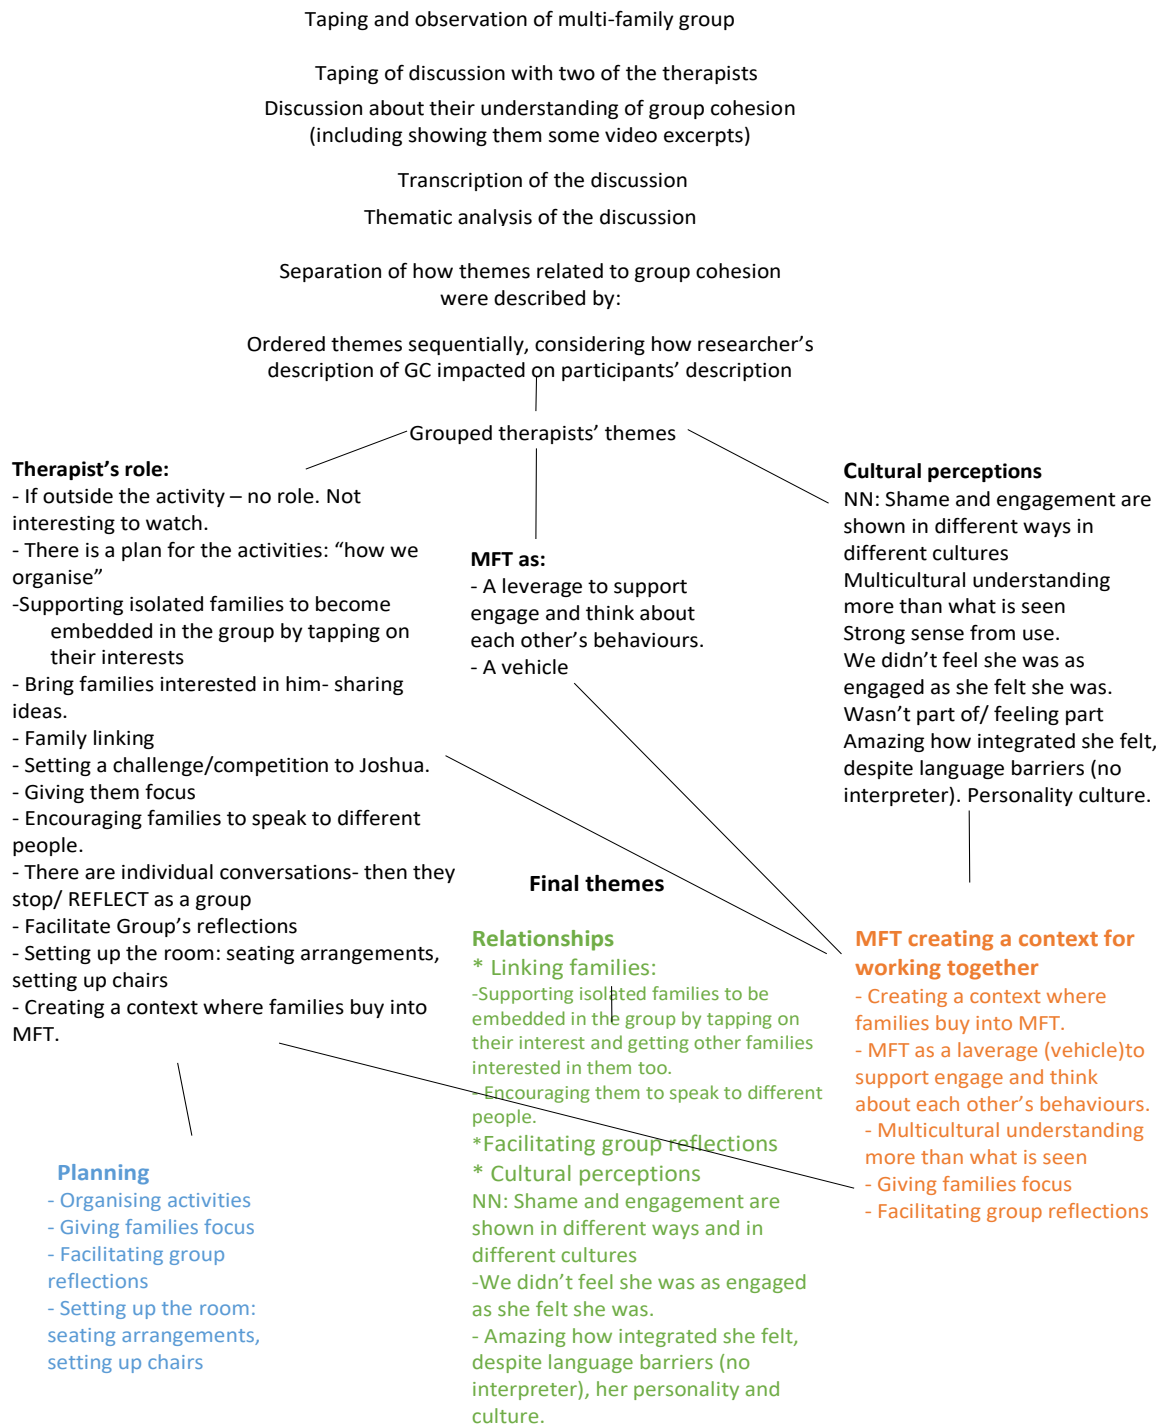 Taping and observation of multi-family group
Taping of discussion with two of the therapists
Discussion about their understanding of group cohesion
(including showing them some video excerpts)
Transcription of the discussion
Thematic analysis of the discussion
Separation of how themes related to group cohesion
were described by:
Ordered themes sequentially, considering how researcher’s
description of GC impacted on participants’ description
Grouped therapists’ themes
Therapist’s role:
- If outside the activity – no role. Not
interesting to watch.
- There is a plan for the activities: “how we
organise”
-Supporting isolated families to become
embedded in the group by tapping on
their interests
- Bring families interested in him- sharing
ideas.
- Family linking
- Setting a challenge/competition to Joshua.
- Giving them focus
- Encouraging families to speak to different
people.
- There are individual conversations- then they
stop/ REFLECT as a group
- Facilitate Group’s reflections
- Setting up the room: seating arrangements,
setting up chairs
- Creating a context where families buy into
MFT.
MFT as:
- A leverage to support
engage and think about
each other’s behaviours.
- A vehicle
Cultural perceptions
NN: Shame and engagement are
shown in different ways in
different cultures
Multicultural understanding
more than what is seen
Strong sense from use.
We didn’t feel she was as
engaged as she felt she was.
Wasn’t part of/ feeling part
Amazing how integrated she felt,
despite language barriers (no
interpreter). Personality culture.
Final themes
Planning
- Organising activities
- Giving families focus
- Facilitating group
reflections
- Setting up the room:
seating arrangements,
setting up chairs
Relationships
* Linking families:
-Supporting isolated families to be
embedded in the group by tapping on
their interest and getting other families
interested in them too.
- Encouraging them to speak to different
people.
*Facilitating group reflections
* Cultural perceptions
NN: Shame and engagement are
shown in different ways and in
different cultures
-We didn’t feel she was as engaged
as she felt she was.
- Amazing how integrated she felt,
despite language barriers (no
interpreter), her personality and
culture.
MFT creating a context for
working together
- Creating a context where
families buy into MFT.
- MFT as a laverage (vehicle)to
support engage and think
about each other’s behaviours.
- Multicultural understanding
more than what is seen
- Giving families focus
- Facilitating group reflections